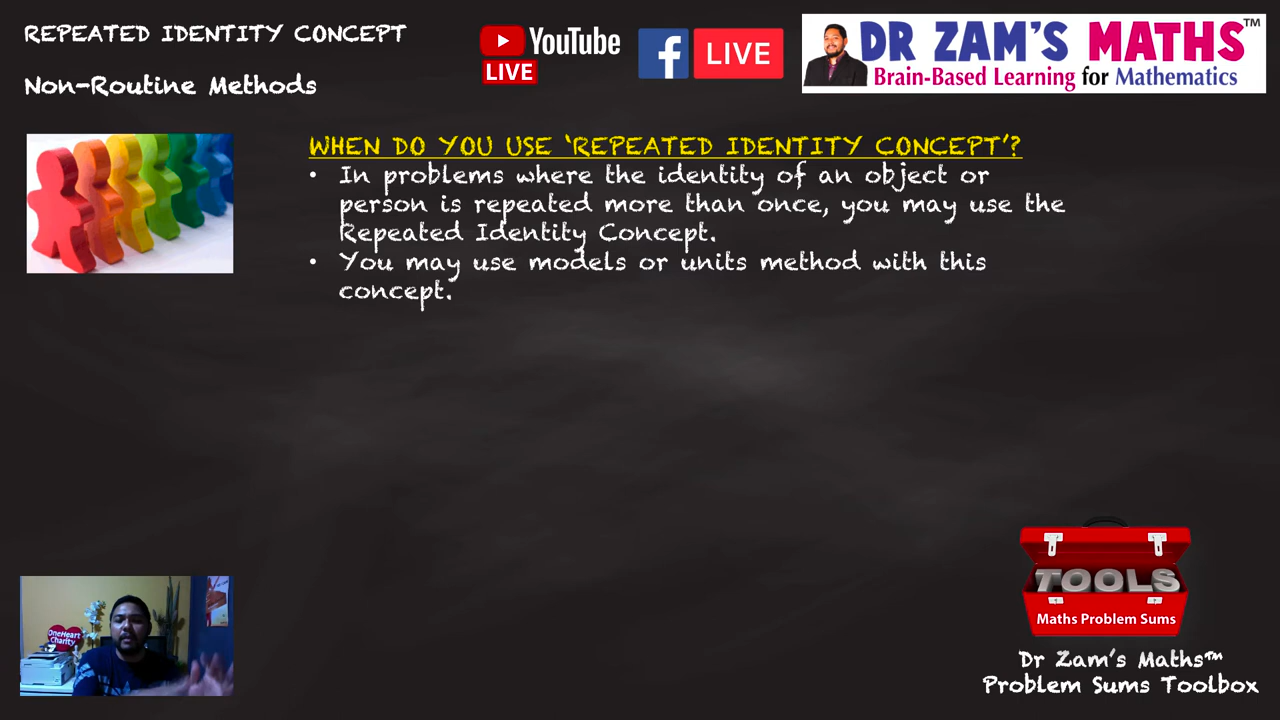 REPEATED IDENTITY CONCEPT
Non-Routine Methods
YouTube
LIVE
f LIVE
DR ZAM'S MATHS™
Brain-Based Learning for Mathematics
WHEN DO YOU USE 'REPEATED IDENTITY CONCEPT'?
• In problems where the identity of an object or
person is repeated more than once, you may use the
Repeated Identity Concept.
• You may use models or units method with this
concept.
OneHeart
Charity
TOOLS
Maths Problem Sums
Dr Zam's Maths™
Problem Sums Toolbox